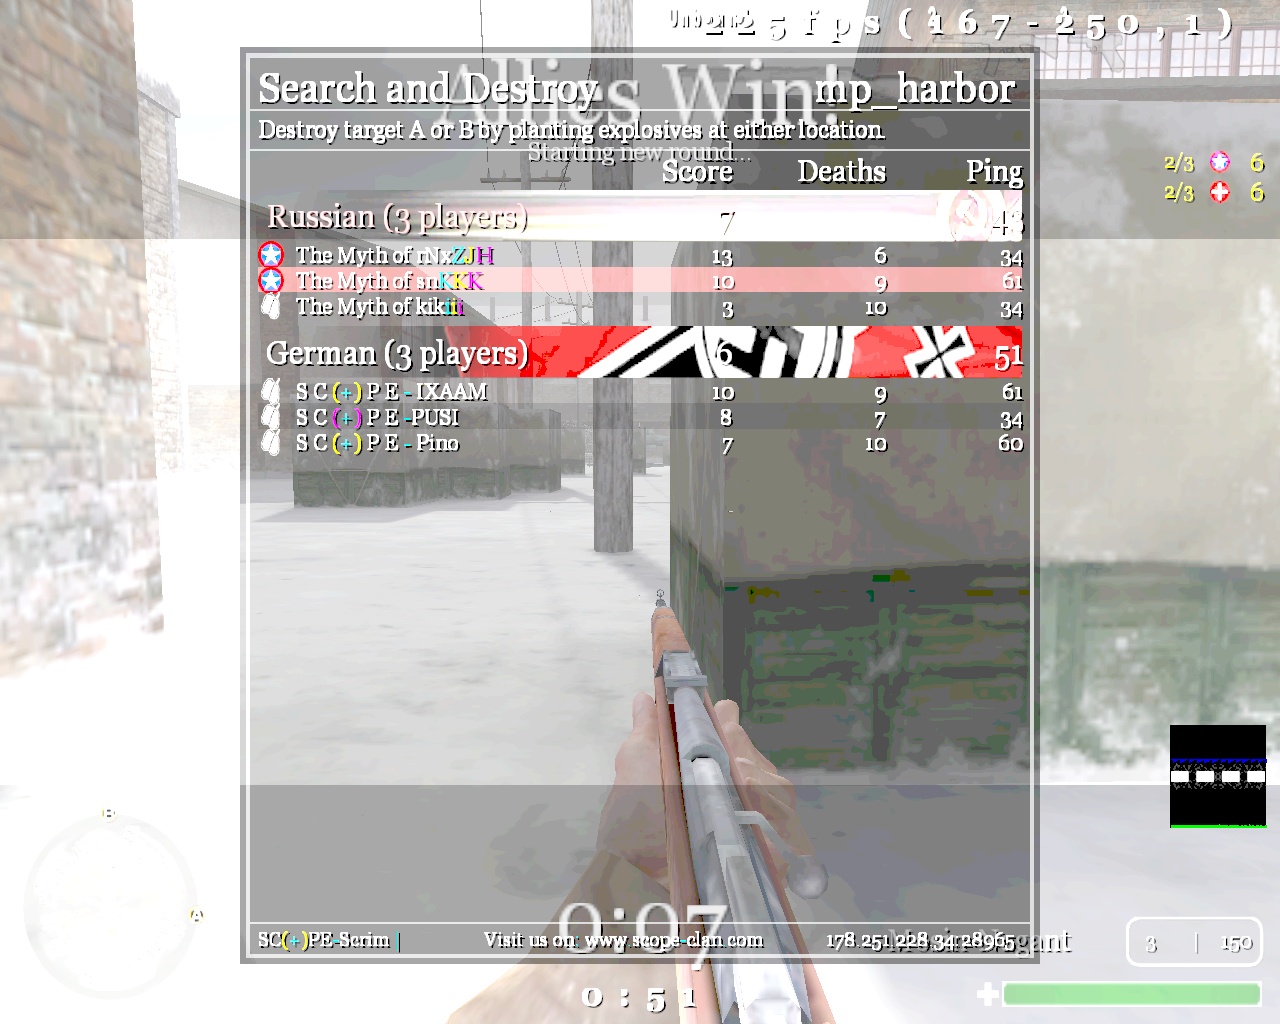 225 fps (167 - 250, 1)
Allies Win!
Search and Destroy
mp_harbor
Destroy target A or B by planting explosives at either location.
Starting new round...
Score Deaths Ping
2/3 6
2/3 6
Russian (3 players) 7 43
The Myth of rNxZJH 13 6 34
The Myth of snKKK 10 9 61
The Myth of kikiii 3 10 34
German (3 players) 6 51
S C (+) P E - IXAAM 10 9 61
S C (+) P E -PUSI 8 7 34
S C (+) P E - Pino 7 10 60
B
A
0:07
SC(+)PE-Scrim | Visit us on: www.scope-clan.com 178.251.228.34:28965
3 | 150
0:51